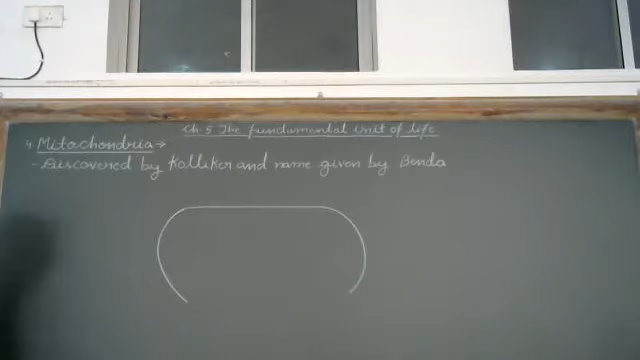 Ch-5 The fundamental Unit of life
4. Mitochondria →
- Discovered by Kolliker and name given by Benda